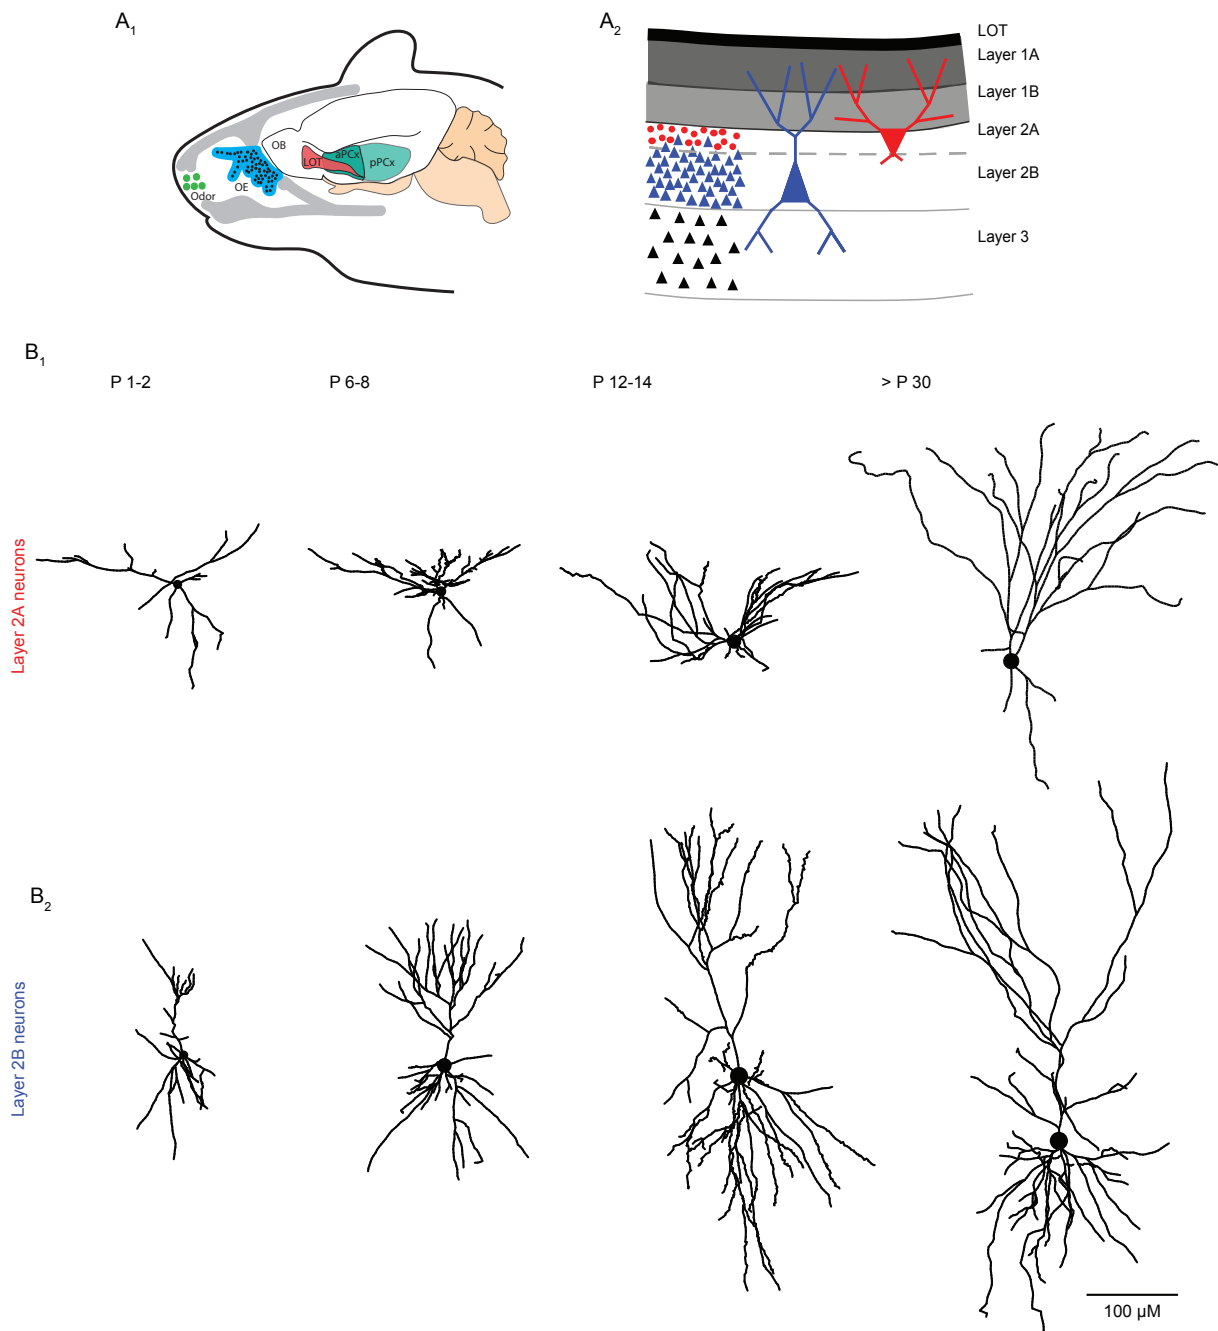 A1
A2
OB
LOT
aPCx
pPCx
OE
Odor
LOT
Layer 1A
Layer 1B
Layer 2A
Layer 2B
Layer 3
B1
P 1-2
P 6-8
P 12-14
> P 30
Layer 2A neurons
B2
Layer 2B neurons
100 µM